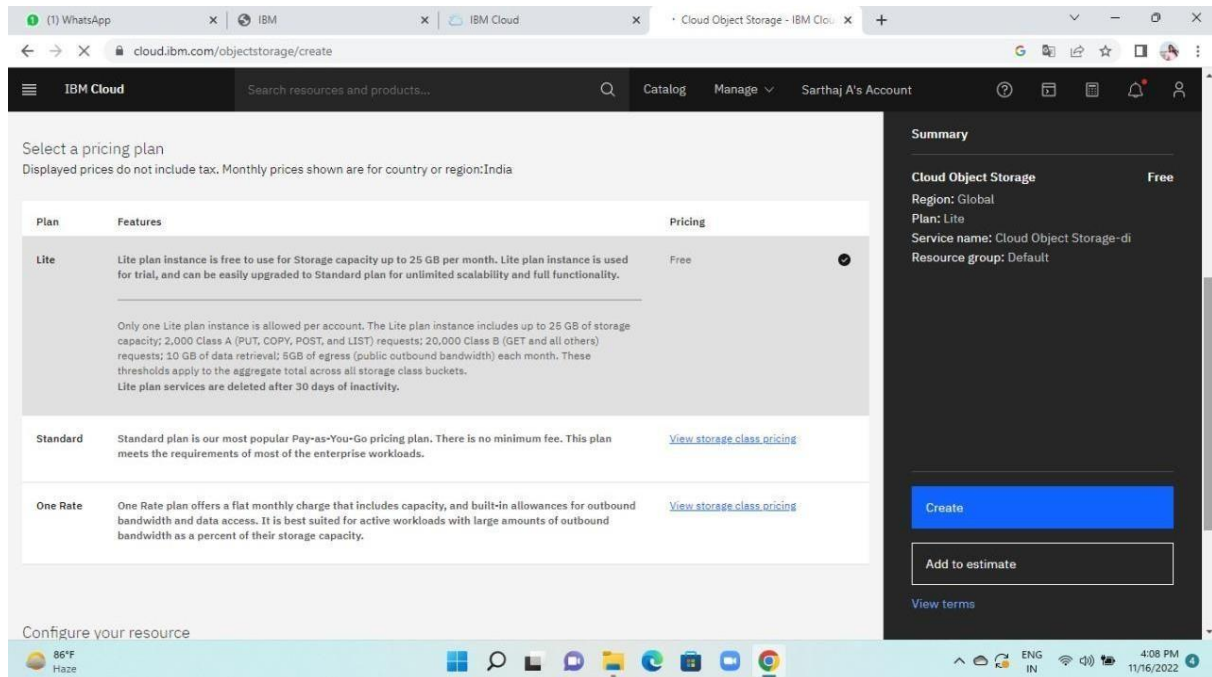 (1) WhatsApp
IBM
IBM Cloud
Cloud Object Storage - IBM Clou
cloud.ibm.com/objectstorage/create
IBM Cloud
Search resources and products...
Catalog
Manage
Sarthaj A's Account
Select a pricing plan
Displayed prices do not include tax. Monthly prices shown are for country or region:India
Plan Features Pricing
Lite
Lite plan instance is free to use for Storage capacity up to 25 GB per month. Lite plan instance is used
for trial, and can be easily upgraded to Standard plan for unlimited scalability and full functionality.
Free
Only one Lite plan instance is allowed per account. The Lite plan instance includes up to 25 GB of storage
capacity; 2,000 Class A (PUT, COPY, POST, and LIST) requests; 20,000 Class B (GET and all others)
requests; 10 GB of data retrieval; 5GB of egress (public outbound bandwidth) each month. These
thresholds apply to the aggregate total across all storage class buckets.
Lite plan services are deleted after 30 days of inactivity.
Standard
Standard plan is our most popular Pay-as-You-Go pricing plan. There is no minimum fee. This plan
meets the requirements of most of the enterprise workloads.
View storage class pricing
One Rate
One Rate plan offers a flat monthly charge that includes capacity, and built-in allowances for outbound
bandwidth and data access. It is best suited for active workloads with large amounts of outbound
bandwidth as a percent of their storage capacity.
View storage class pricing
Configure your resource
Summary
Cloud Object Storage Free
Region: Global
Plan: Lite
Service name: Cloud Object Storage-di
Resource group: Default
Create
Add to estimate
View terms
86°F
Haze
ENG
IN
4:08 PM
11/16/2022
4